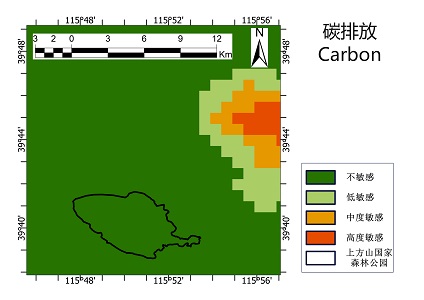 115°48' 115°52' 115°56'
碳排放
Carbon
N
3 2 0 3 6 9 12
Km
39°48' 39°48'
39°44' 39°44'
39°40' 39°40'
不敏感
低敏感
中度敏感
高度敏感
上方山国家
森林公园
115°48' 115°52' 115°56'